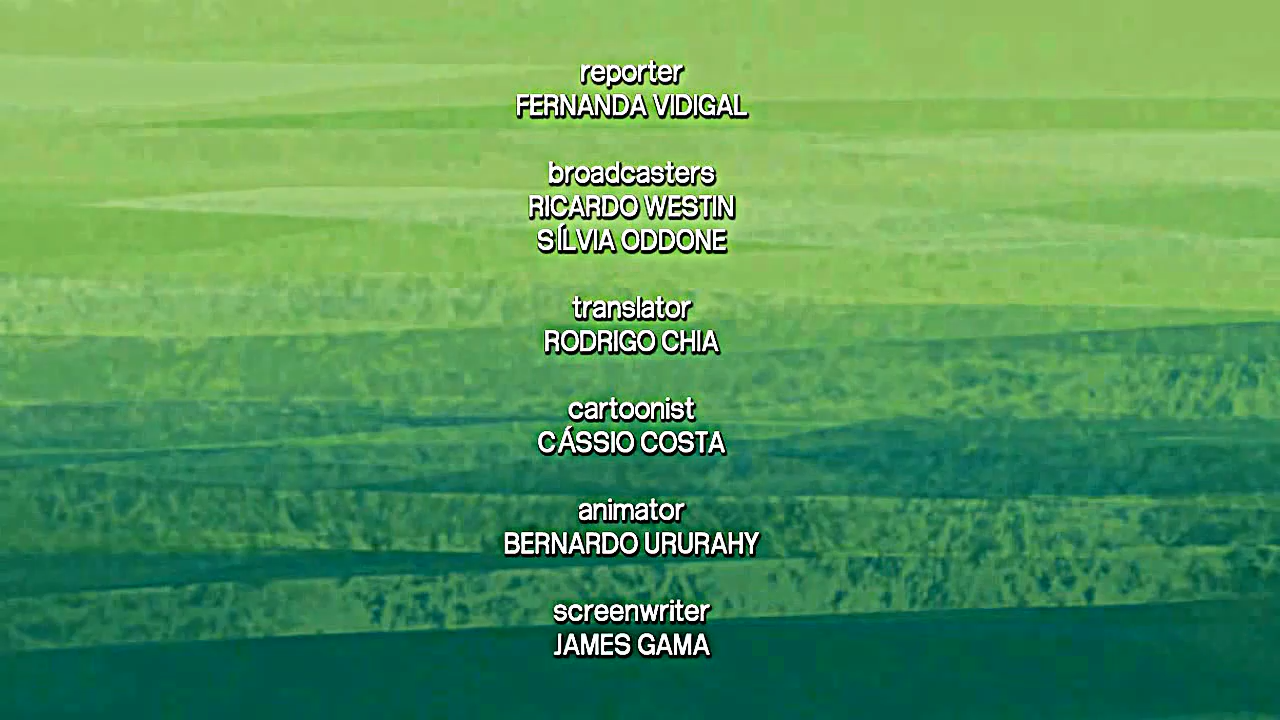 reporter
FERNANDA VIDIGAL
broadcasters
RICARDO WESTIN
SÍLVIA ODDONE
translator
RODRIGO CHIA
cartoonist
CÁSSIO COSTA
animator
BERNARDO URURAHY
screenwriter
JAMES GAMA